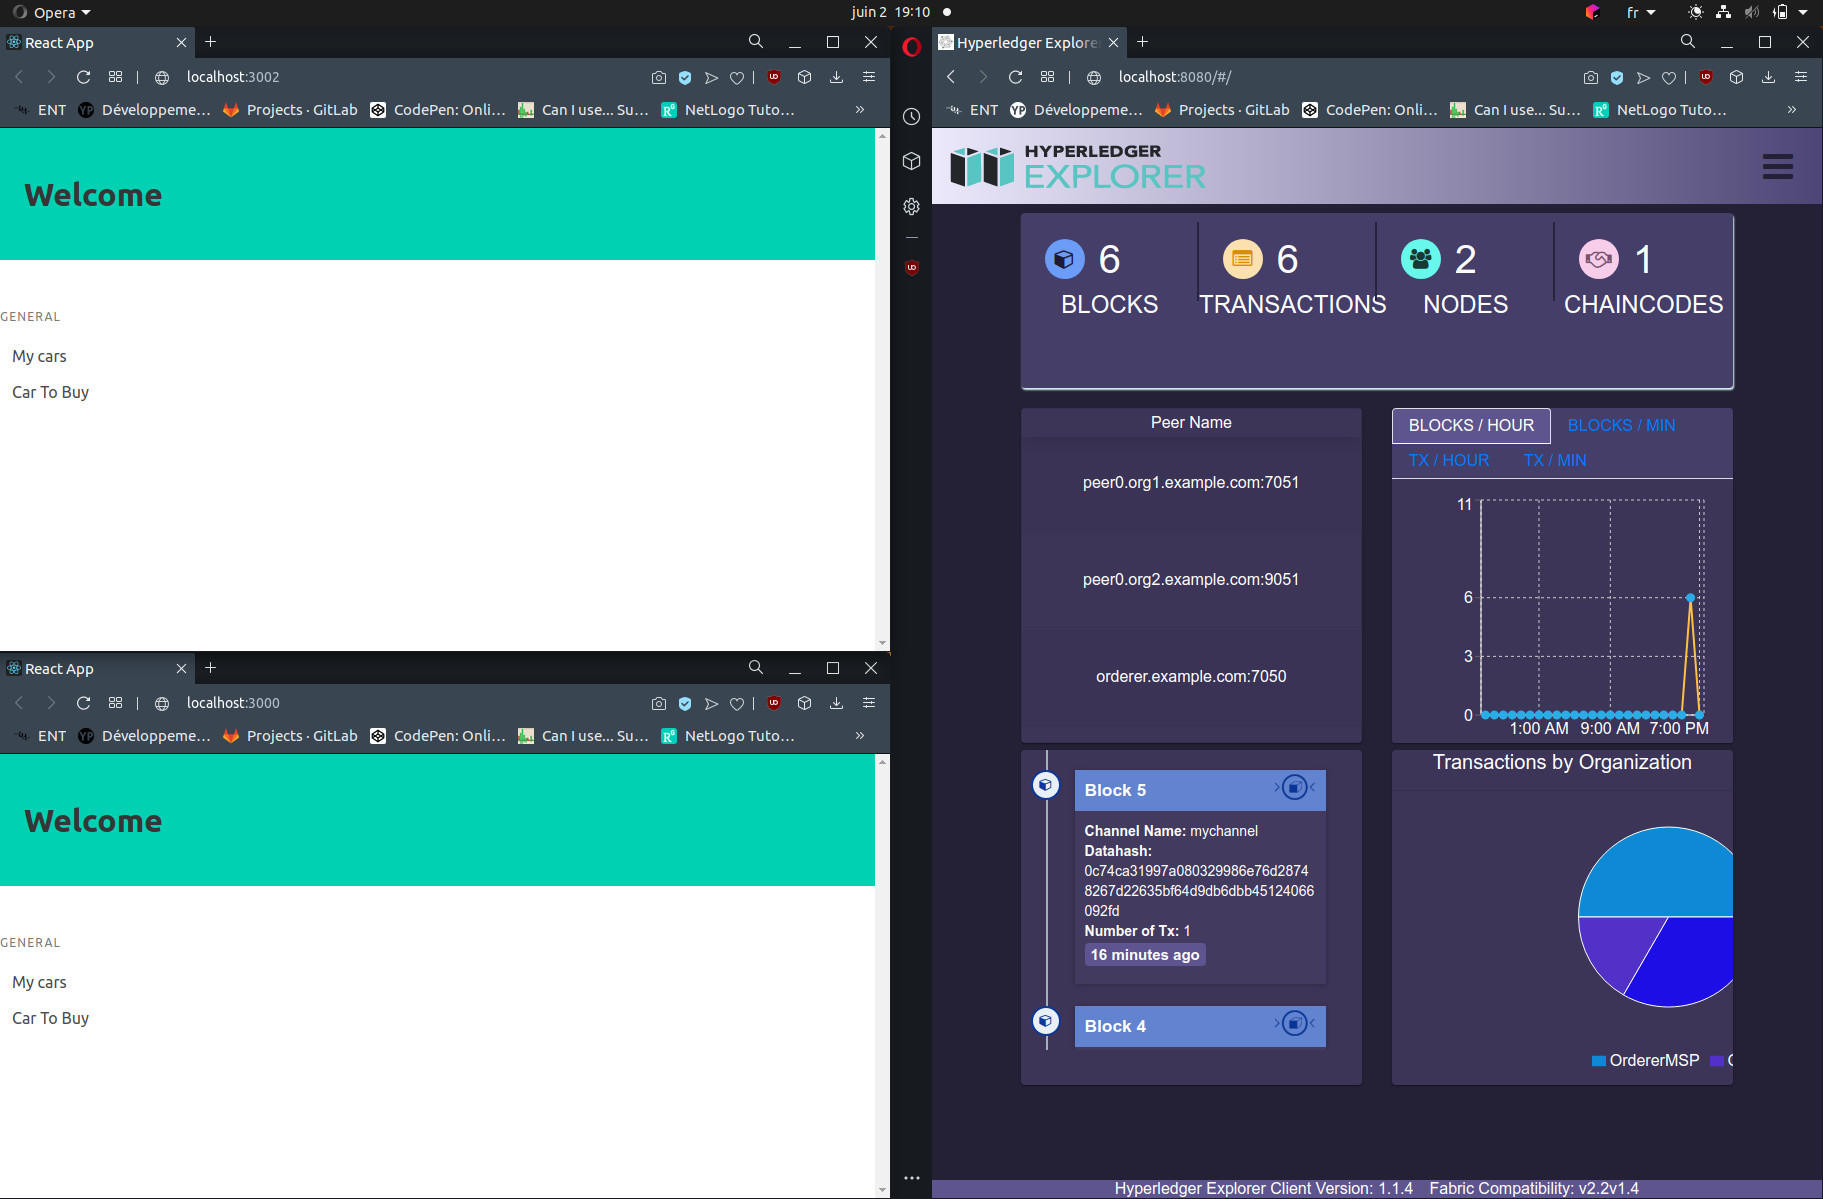 Opera
juin 2 19:10
fr
React App
localhost:3002
ENT Développeme… Projects · GitLab CodePen: Onli… Can I use... Su… NetLogo Tuto… »
Welcome
GENERAL
My cars
Car To Buy
React App
localhost:3000
ENT Développeme… Projects · GitLab CodePen: Onli… Can I use... Su… NetLogo Tuto… »
Welcome
GENERAL
My cars
Car To Buy
Hyperledger Explore
localhost:8080/#/
ENT Développeme… Projects · GitLab CodePen: Onli… Can I use... Su… NetLogo Tuto… »
HYPERLEDGER
EXPLORER
6 6 2 1
BLOCKS TRANSACTIONS NODES CHAINCODES
Peer Name
peer0.org1.example.com:7051
peer0.org2.example.com:9051
orderer.example.com:7050
BLOCKS / HOUR BLOCKS / MIN
TX / HOUR TX / MIN
11
6
3
0
1:00 AM 9:00 AM 7:00 PM
Block 5
Channel Name: mychannel
Datahash:
0c74ca31997a080329986e76d2874
8267d22635bf64d9db6dbb45124066
092fd
Number of Tx: 1
16 minutes ago
Block 4
Transactions by Organization
OrdererMSP
Hyperledger Explorer Client Version: 1.1.4 Fabric Compatibility: v2.2v1.4